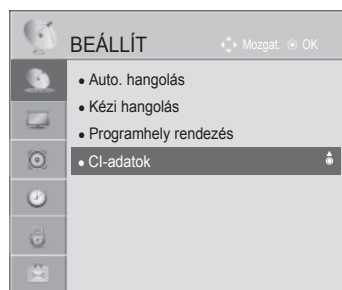 BEÁLLÍT
Mozgat. OK
• Auto. hangolás
• Kézi hangolás
• Programhely rendezés
• CI-adatok